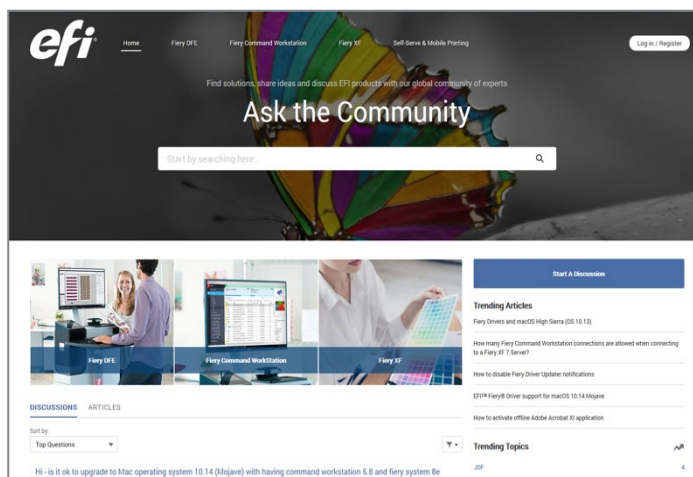 efi
Home Fiery DFE Fiery Command Workstation Fiery XF Self-Serve & Mobile Printing Log in / Register
Find solutions, share ideas and discuss EFI products with our global community of experts
Ask the Community
Start by searching here...
Fiery DFE
Fiery Command WorkStation
Fiery XF
DISCUSSIONS ARTICLES
Sort by:
Top Questions
Hi - is it ok to upgrade to Mac operating system 10.14 (Mojave) with having command workstation 5.8 and fiery system 8e
Start A Discussion
Trending Articles
Fiery Drivers and macOS High Sierra (OS 10.13)
How many Fiery Command Workstation connections are allowed when connecting
to a Fiery XF 7 Server?
How to disable Fiery Driver Updater notifications
EFI™ Fiery® Driver support for macOS 10.14 Mojave
How to activate offline Adobe Acrobat XI application
Trending Topics
JDF 4